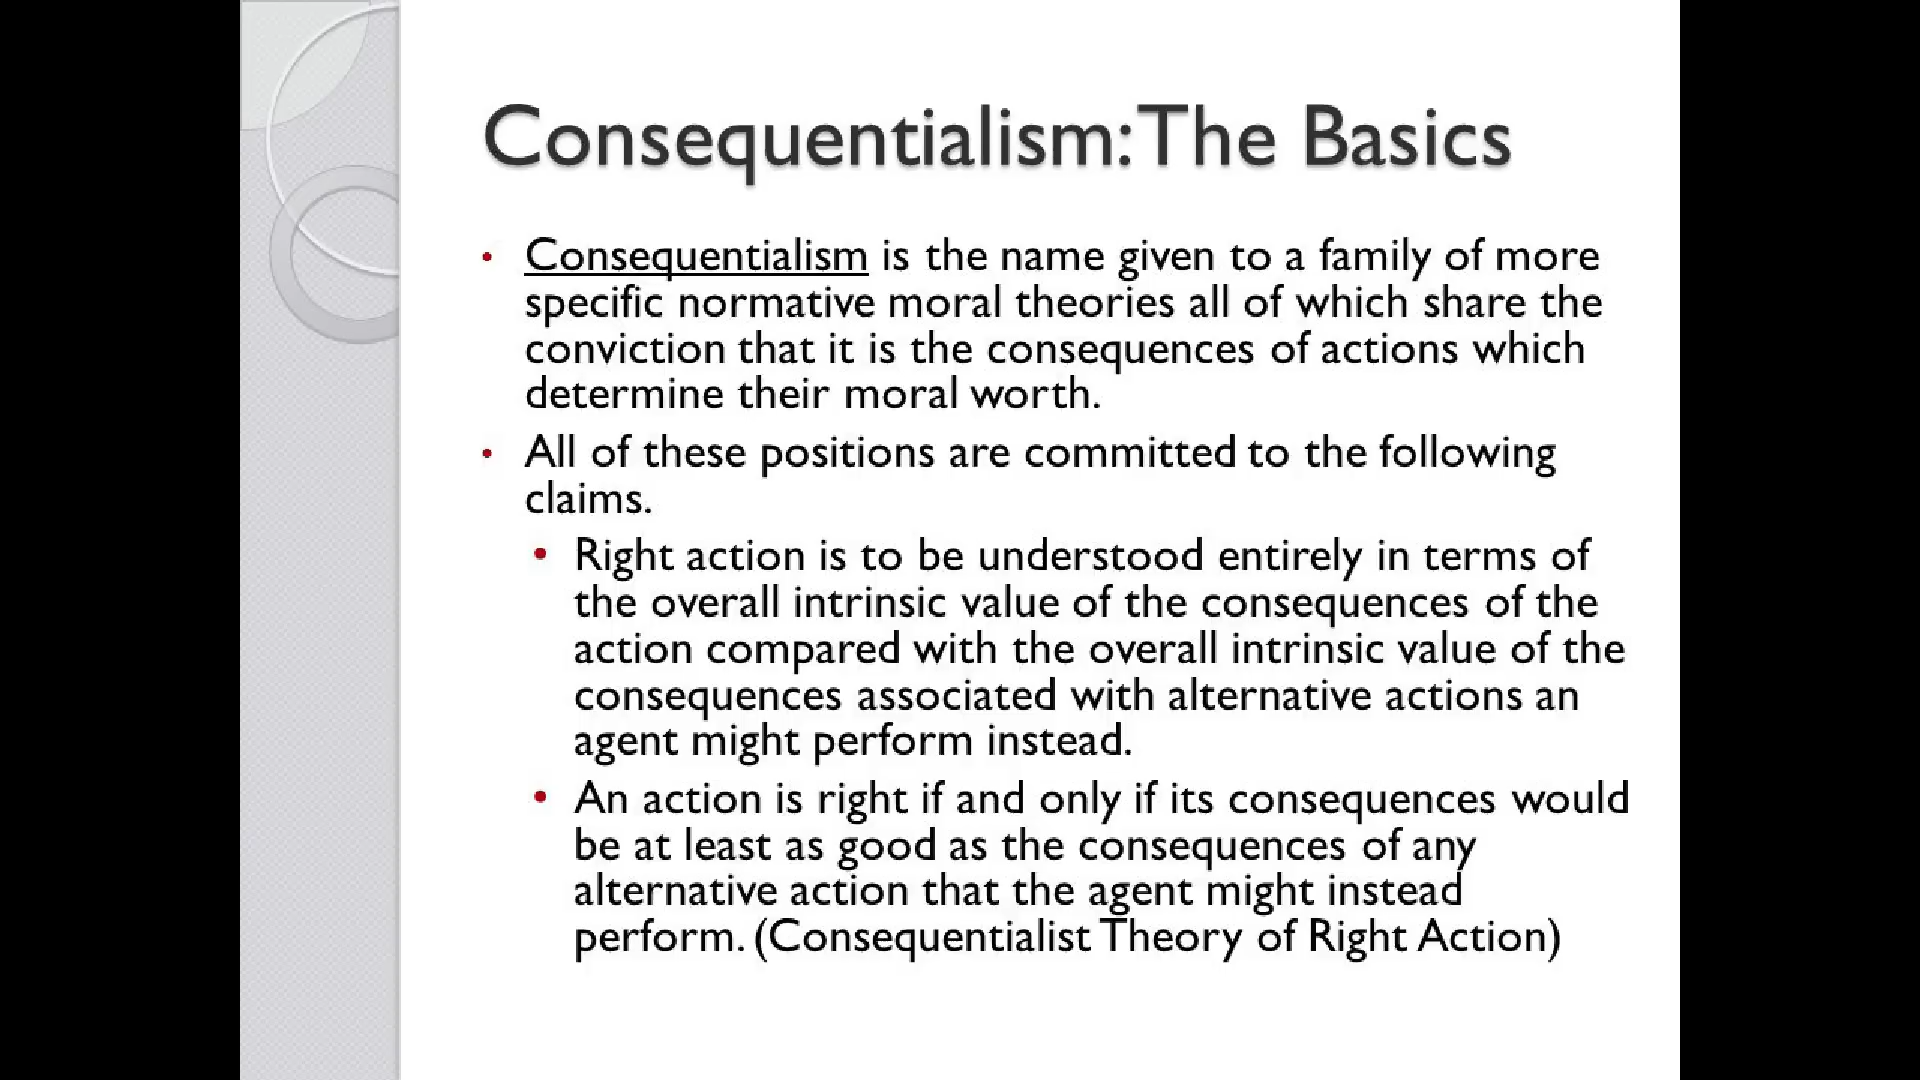 Consequentialism: The Basics
• Consequentialism is the name given to a family of more
specific normative moral theories all of which share the
conviction that it is the consequences of actions which
determine their moral worth.
• All of these positions are committed to the following
claims.
• Right action is to be understood entirely in terms of
the overall intrinsic value of the consequences of the
action compared with the overall intrinsic value of the
consequences associated with alternative actions an
agent might perform instead.
• An action is right if and only if its consequences would
be at least as good as the consequences of any
alternative action that the agent might instead
perform. (Consequentialist Theory of Right Action)